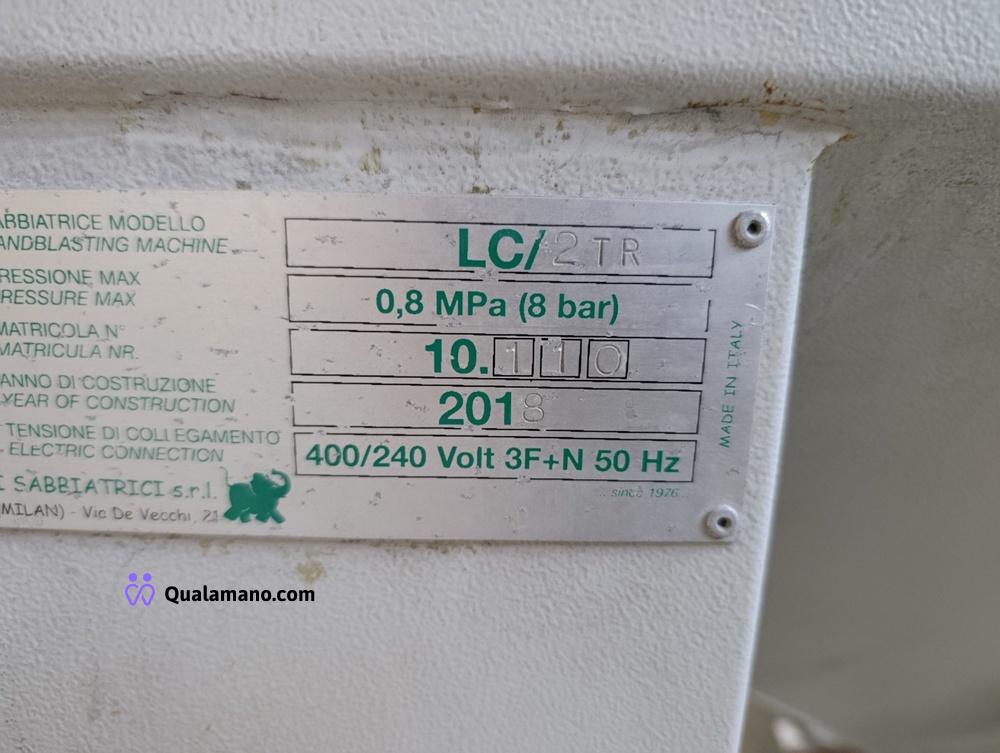 ABBIATRICE MODELLO
ANDBLASTING MACHINE
LC/2TR
RESSIONE MAX
RESSURE MAX
0,8 MPa (8 bar)
MATRICOLA N°
MATRICULA NR.
10.110
ANNO DI COSTRUZIONE
YEAR OF CONSTRUCTION
2018
TENSIONE DI COLLEGAMENTO
ELECTRIC CONNECTION
400/240 Volt 3F+N 50 Hz
I SABBIATRICI s.r.l.
MILAN) - Via De Vecchi, 21
since 1976
MADE IN ITALY
Qualamano.com